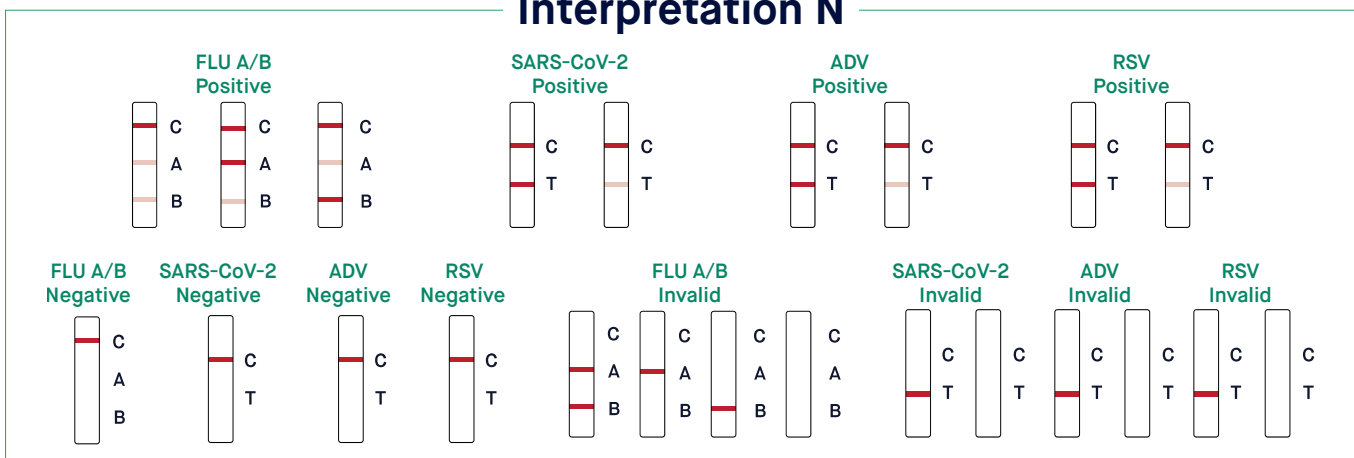 Interpretation N
FLU A/B
Positive
C
A
B
C
A
B
C
A
B
SARS-CoV-2
Positive
C
T
C
T
ADV
Positive
C
T
C
T
RSV
Positive
C
T
C
T
FLU A/B
Negative
C
A
B
SARS-CoV-2
Negative
C
T
ADV
Negative
C
T
RSV
Negative
C
T
FLU A/B
Invalid
C
A
B
C
A
B
C
A
B
C
A
B
SARS-CoV-2
Invalid
C
T
C
T
ADV
Invalid
C
T
C
T
RSV
Invalid
C
T
C
T